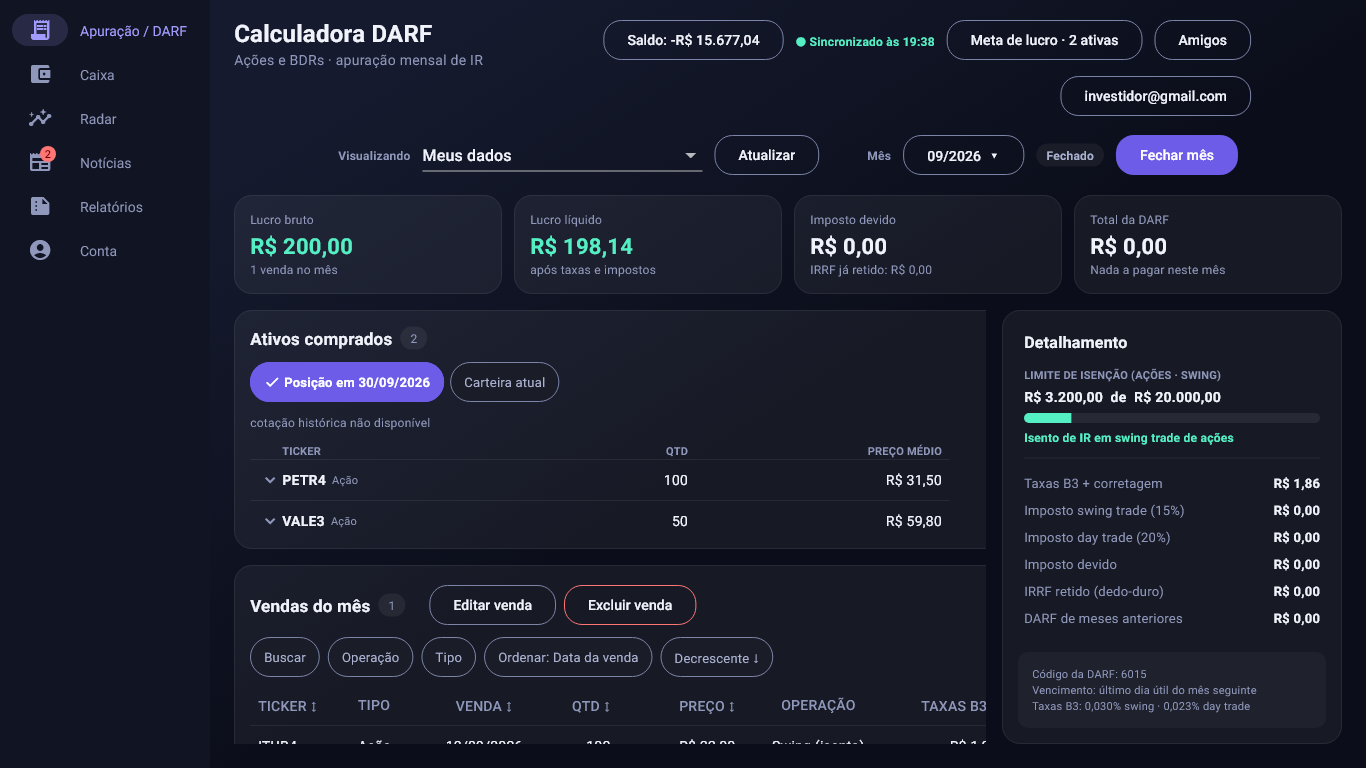 Apuração / DARF
Caixa
Radar
2
Notícias
Relatórios
Conta
Calculadora DARF
Ações e BDRs · apuração mensal de IR
Saldo: -R$ 15.677,04
Sincronizado às 19:38
Meta de lucro · 2 ativas
Amigos
investidor@gmail.com
Visualizando
Meus dados
Atualizar
Mês
09/2026 ▼
Fechado
Fechar mês
Lucro bruto
R$ 200,00
1 venda no mês
Lucro líquido
R$ 198,14
após taxas e impostos
Imposto devido
R$ 0,00
IRRF já retido: R$ 0,00
Total da DARF
R$ 0,00
Nada a pagar neste mês
Ativos comprados 2
Posição em 30/09/2026
Carteira atual
cotação histórica não disponível
TICKER QTD PREÇO MÉDIO
PETR4 Ação 100 R$ 31,50
VALE3 Ação 50 R$ 59,80
Vendas do mês 1
Editar venda
Excluir venda
Buscar
Operação
Tipo
Ordenar: Data da venda
Decrescente ↓
TICKER ↕ TIPO VENDA ↕ QTD ↕ PREÇO ↕ OPERAÇÃO TAXAS B3
Detalhamento
LIMITE DE ISENÇÃO (AÇÕES · SWING)
R$ 3.200,00 de R$ 20.000,00
Isento de IR em swing trade de ações
Taxas B3 + corretagem R$ 1,86
Imposto swing trade (15%) R$ 0,00
Imposto day trade (20%) R$ 0,00
Imposto devido R$ 0,00
IRRF retido (dedo-duro) R$ 0,00
DARF de meses anteriores R$ 0,00
Código da DARF: 6015
Vencimento: último dia útil do mês seguinte
Taxas B3: 0,030% swing · 0,023% day trade